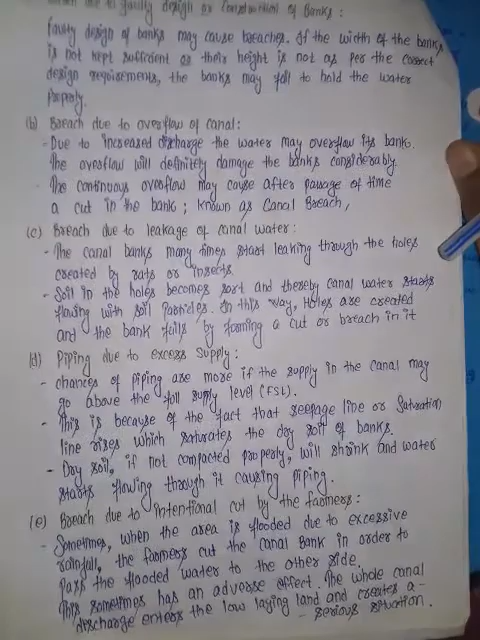 due to faulty design or construction of Banks :
faulty design of banks may cause breaches. If the width of the banks
is not kept sufficient or their height is not as per the correct
design requirements, the banks may fail to hold the water
properly.
(b) Breach due to overflow of canal:
- Due to increased discharge the water may overflow its bank.
The overflow will definitely damage the banks considerably
- The continuous overflow may cause after passage of time
a cut in the bank ; known as Canal Breach,
(c) Breach due to leakage of canal water :
- The canal banks many times start leaking through the holes
created by rats or insects.
- Soil in the holes becomes sort and thereby canal water starts
flowing with soil particles. In this way, Holes are created
and the bank fails by forming a cut or breach in it
(d) Piping due to excess supply :
- chances of piping are more if the supply in the canal may
go above the full supply level (FSL).
- This is because of the fact that seepage line or saturation
line rises which saturates the dry soil of banks.
- Dry soil, if not compacted properly, will shrink and water
starts flowing through it causing piping.
(e) Breach due to intentional cut by the farmers :
- Sometimes, when the area is flooded due to excessive
rainfall, the farmers cut the canal Bank in order to
pass the flooded water to the other side.
This sometimes has an adverse effect. The whole canal
discharge enters the low laying land and creates a -
- serious situation.